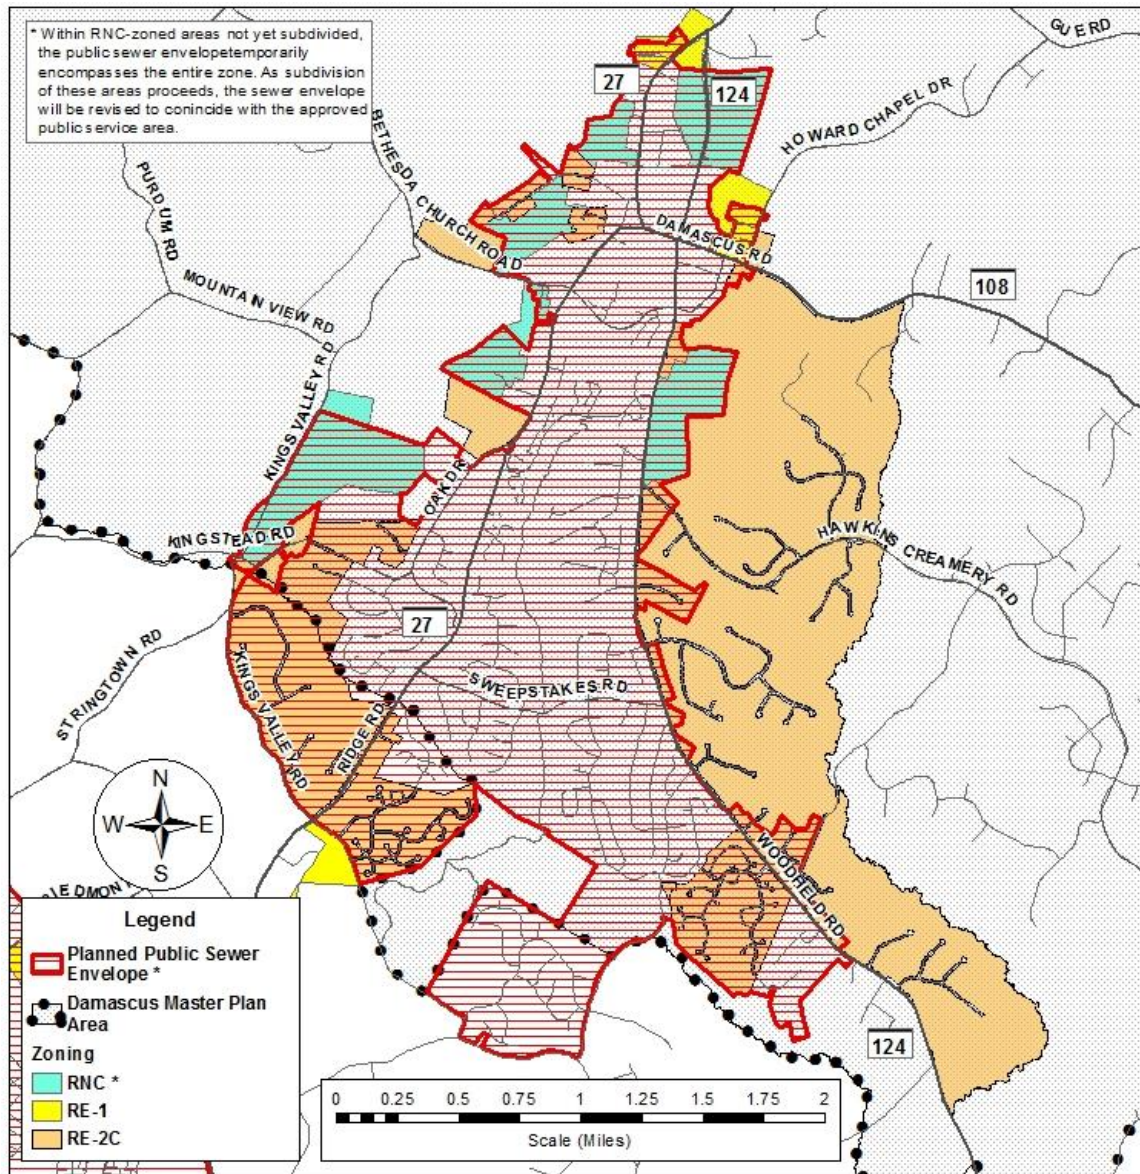 * Within RNC-zoned areas not yet subdivided,
the public sewer envelopetemporarily
encompasses the entire zone. As subdivision
of these areas proceeds, the sewer envelope
will be revised to conincide with the approved
public service area.
GUE RD
27
124
HOWARD CHAPEL DR
BETHESDA CHURCH ROAD
PURDUM RD
DAMASCUS RD
108
MOUNTAIN VIEW RD
KINGS VALLEY RD
OAK DR
KINGSTEAD RD
HAWKINS CREAMERY RD
27
STRINGTOWN RD
SWEEPSTAKES RD
KINGS VALLEY RD
RIDGE RD
N
W E
S
WOODFIELD RD
124
Legend
Planned Public Sewer
Envelope *
Damascus Master Plan
Area
Zoning
RNC *
RE-1
RE-2C
0 0.25 0.5 0.75 1 1.25 1.5 1.75 2
Scale (Miles)